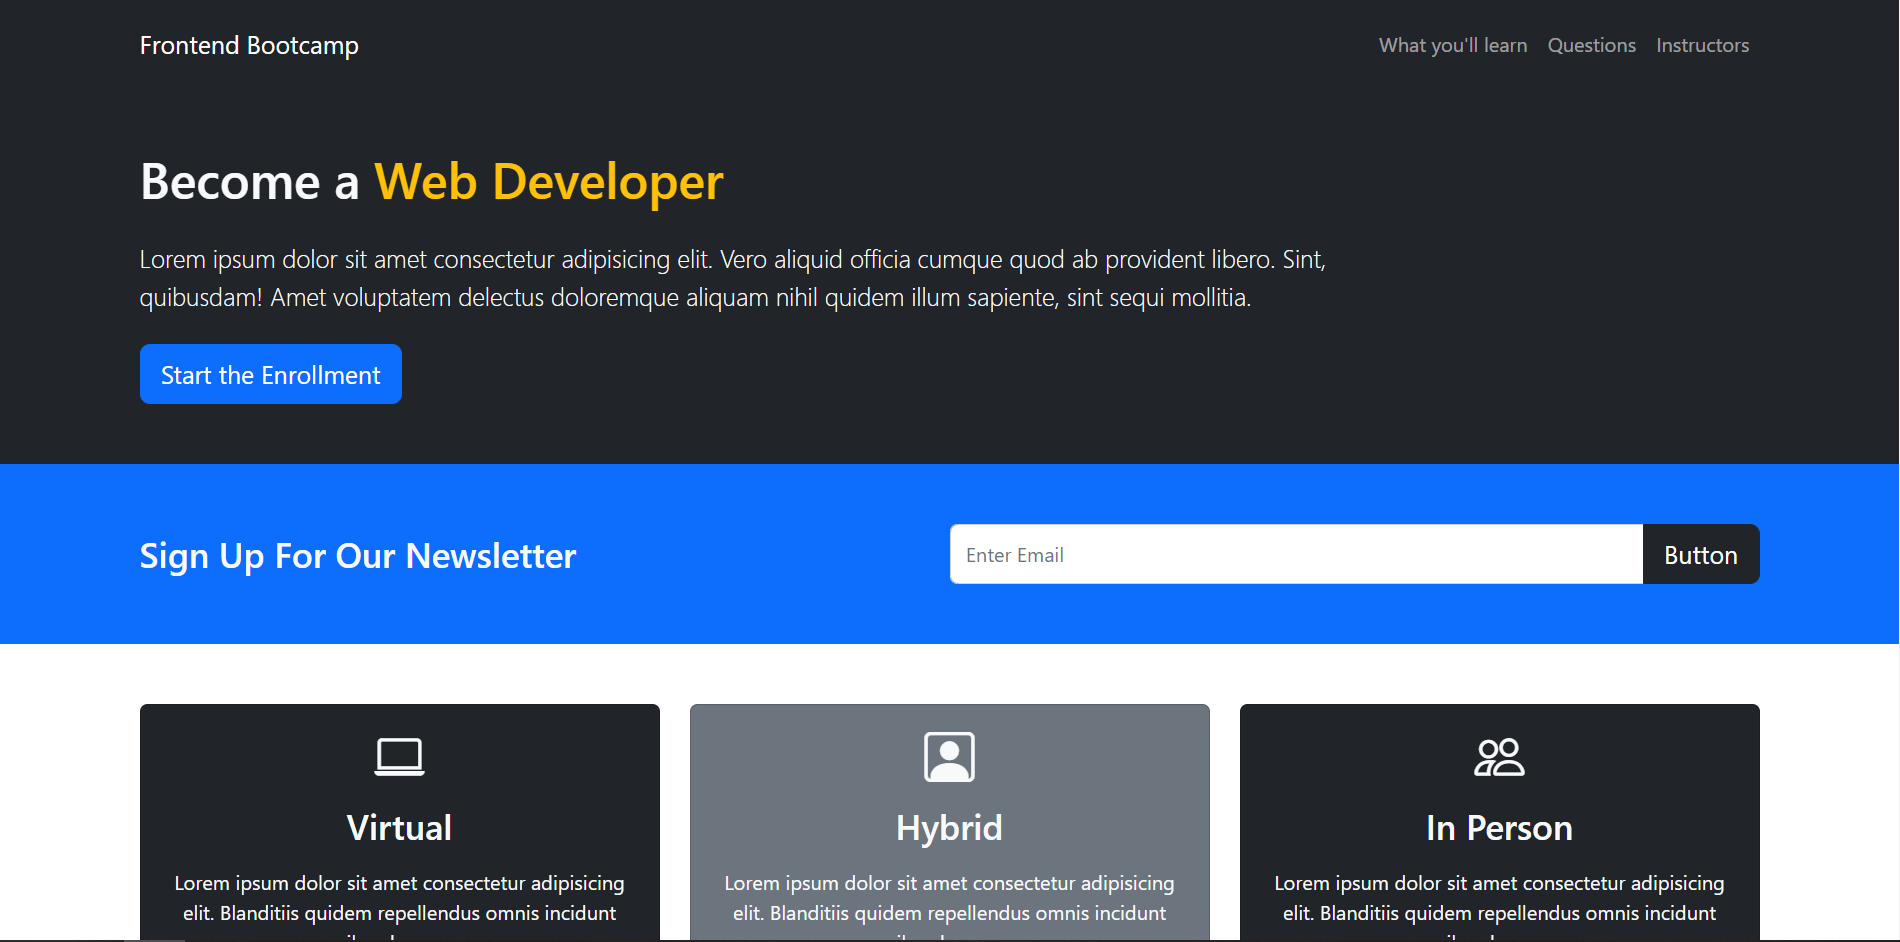 Frontend Bootcamp
What you'll learn Questions Instructors
Become a Web Developer
Lorem ipsum dolor sit amet consectetur adipisicing elit. Vero aliquid officia cumque quod ab provident libero. Sint,
quibusdam! Amet voluptatem delectus doloremque aliquam nihil quidem illum sapiente, sint sequi mollitia.
Start the Enrollment
Sign Up For Our Newsletter
Enter Email
Button
Virtual
Lorem ipsum dolor sit amet consectetur adipisicing
elit. Blanditiis quidem repellendus omnis incidunt
Hybrid
Lorem ipsum dolor sit amet consectetur adipisicing
elit. Blanditiis quidem repellendus omnis incidunt
In Person
Lorem ipsum dolor sit amet consectetur adipisicing
elit. Blanditiis quidem repellendus omnis incidunt